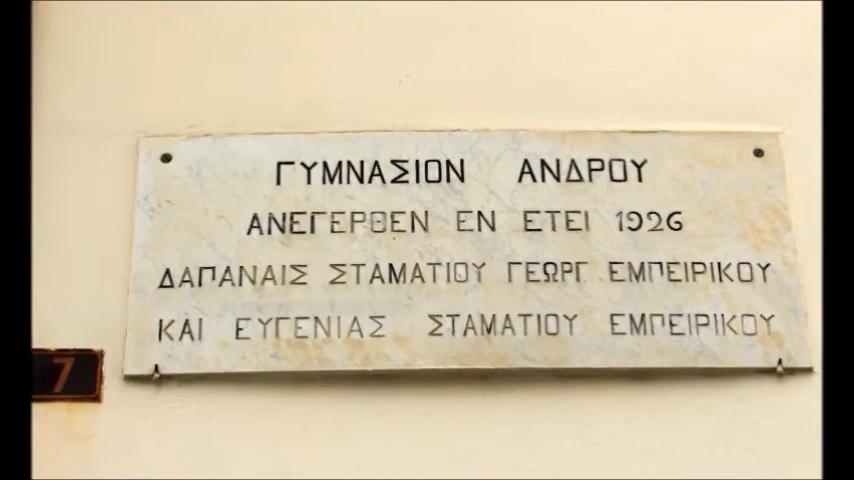 ΓΥΜΝΑΣΙΟΝ ΑΝΔΡΟΥ
ΑΝΕΓΕΡΘΕΝ ΕΝ ΕΤΕΙ 1926
ΔΑΠΑΝΑΙΣ ΣΤΑΜΑΤΙΟΥ ΓΕΩΡΓ ΕΜΠΕΙΡΙΚΟΥ
ΚΑΙ ΕΥΓΕΝΙΑΣ ΣΤΑΜΑΤΙΟΥ ΕΜΠΕΙΡΙΚΟΥ
7